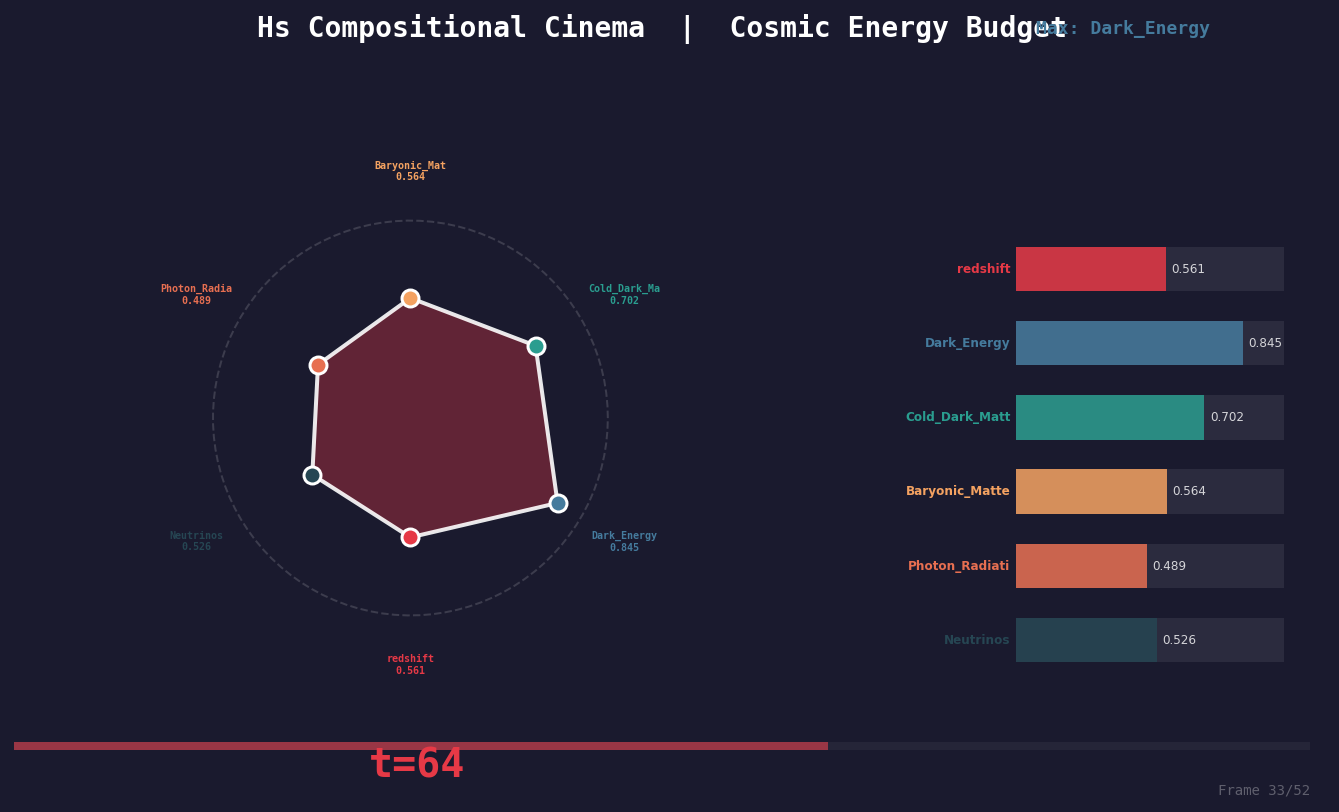 Hs Compositional Cinema  |  Cosmic Energy Budget
Max: Dark_Energy
Baryonic_Mat
0.564
Photon_Radia
0.489
Cold_Dark_Ma
0.702
Neutrinos
0.526
Dark_Energy
0.845
redshift
0.561
redshift 0.561
Dark_Energy 0.845
Cold_Dark_Matt 0.702
Baryonic_Matte 0.564
Photon_Radiati 0.489
Neutrinos 0.526
t=64
Frame 33/52